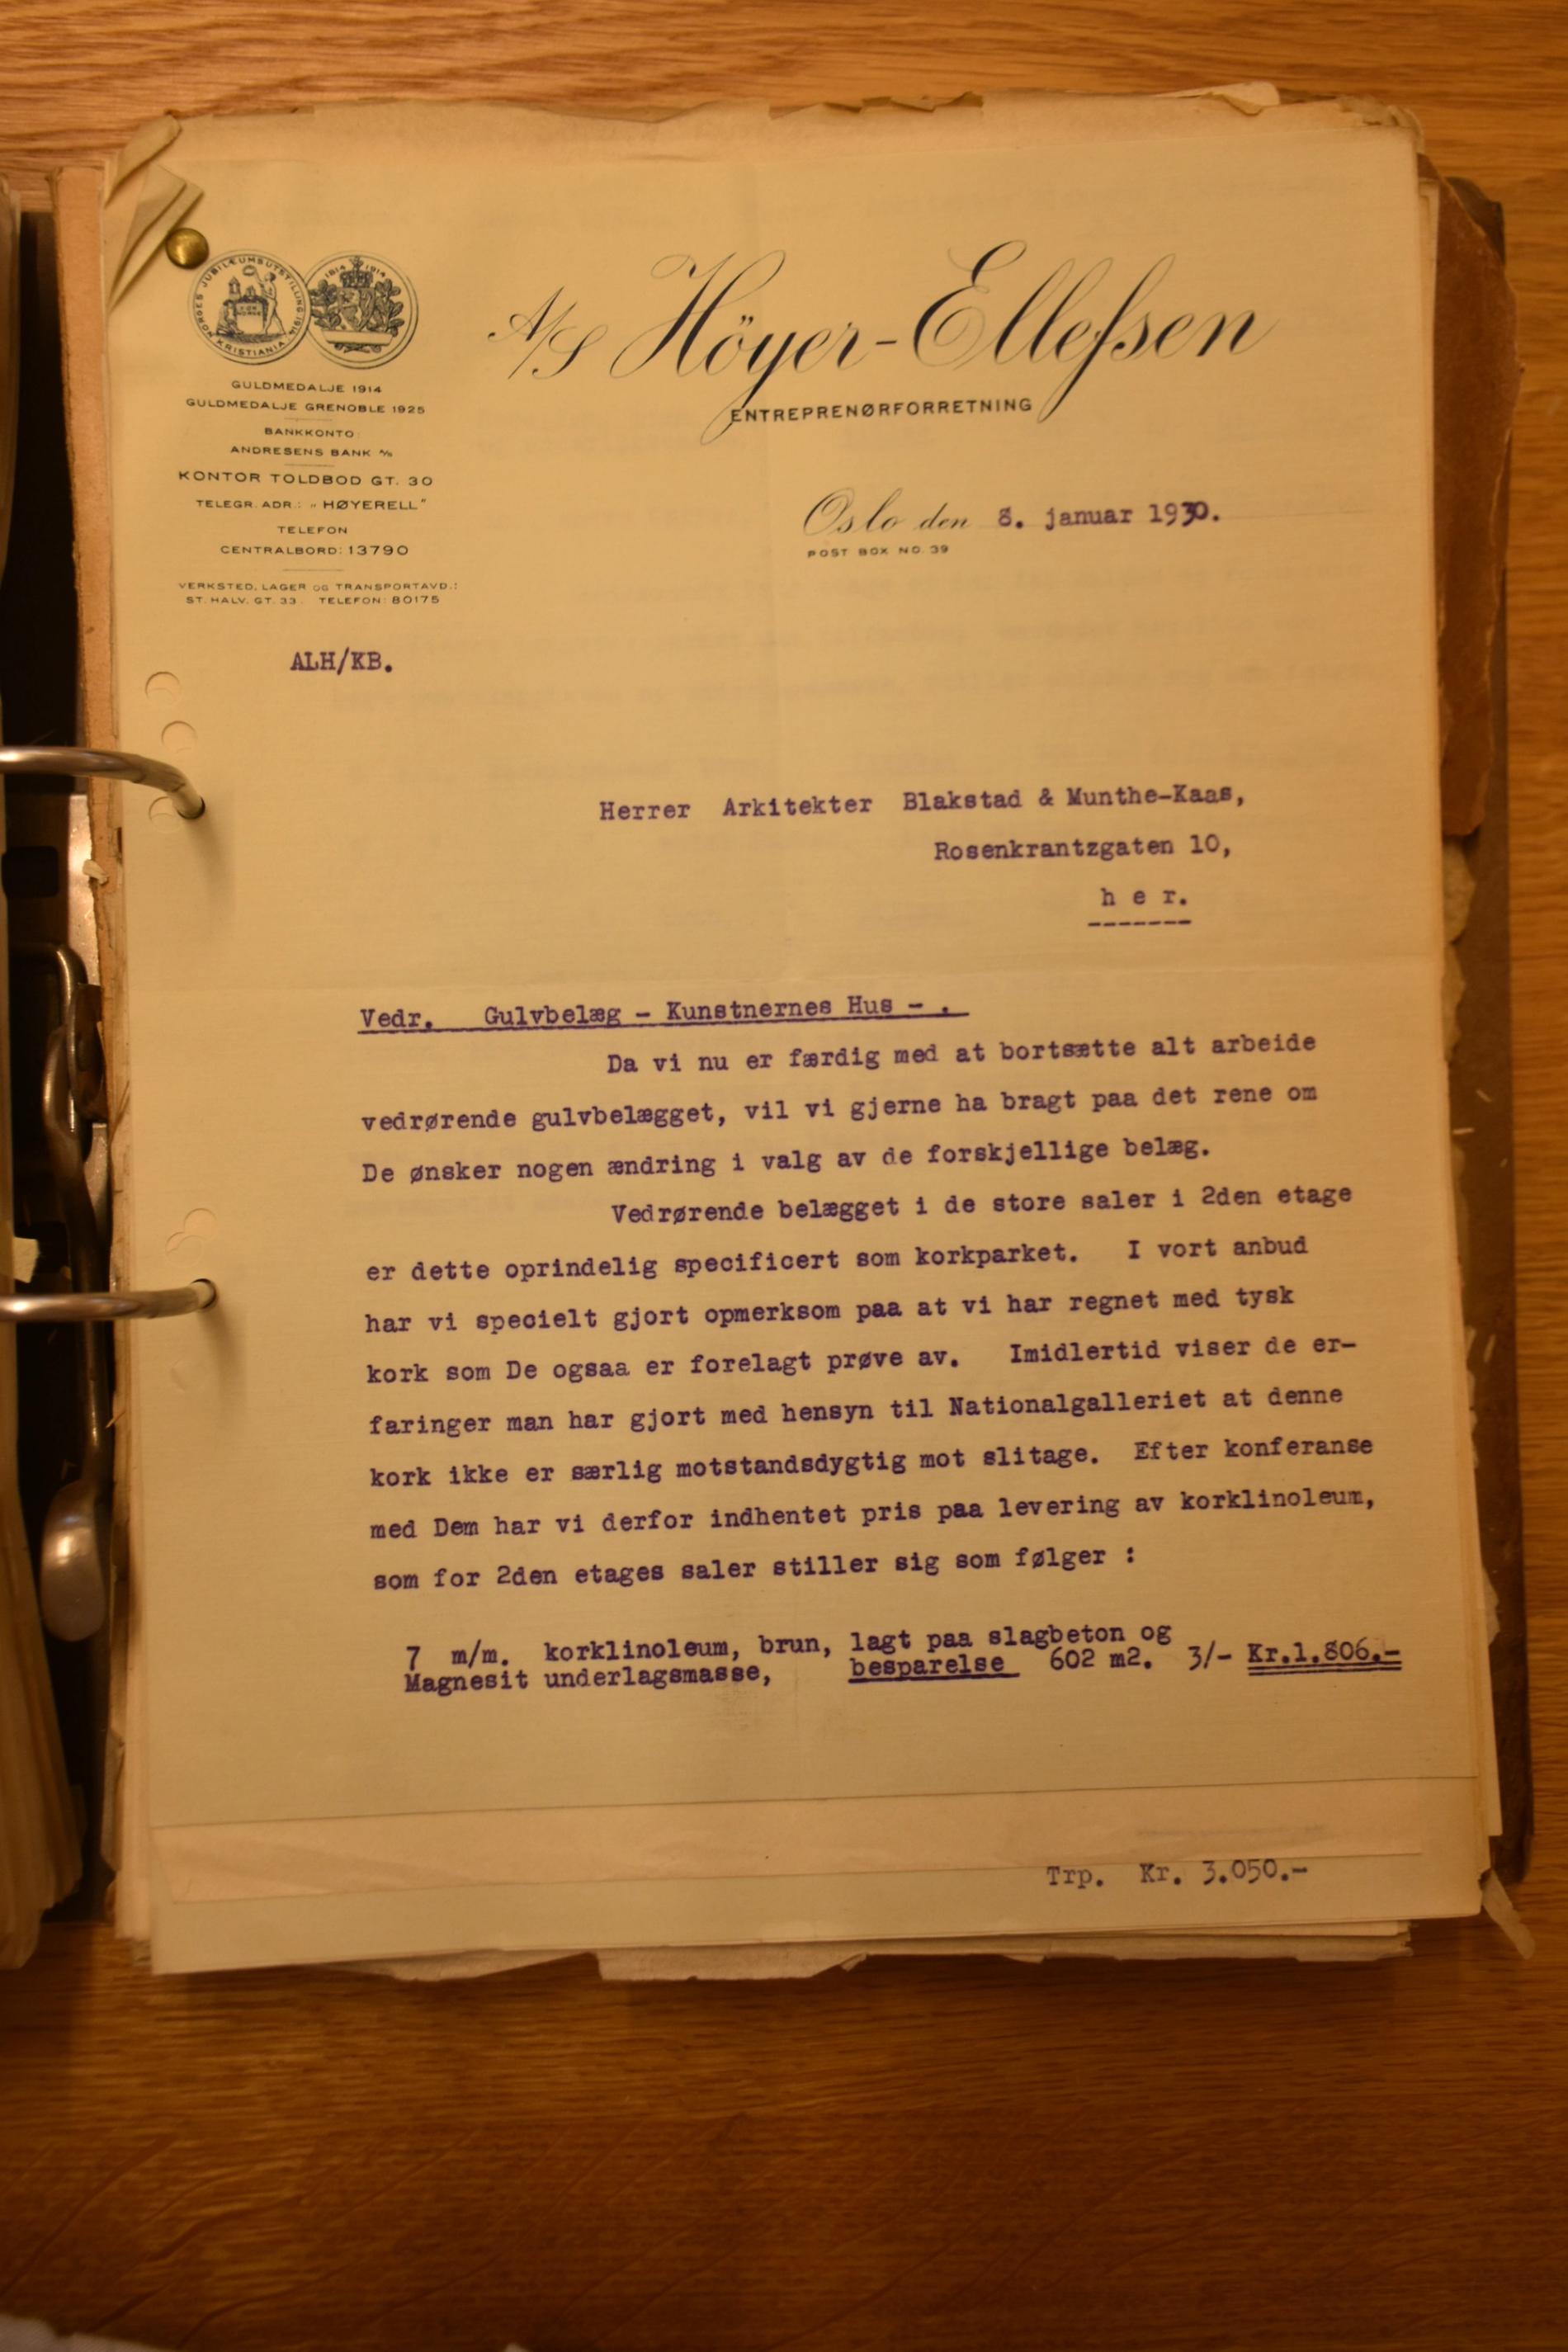 NORGES JUBILÆUMSUTSTILLING 1914
KRISTIANIA
1814 1914
A/S Höyer-Ellefsen
ENTREPRENØRFORRETNING
GULDMEDALJE 1914
GULDMEDALJE GRENOBLE 1925
BANKKONTO:
ANDRESENS BANK A/S
KONTOR TOLDBOD GT. 30
TELEGR. ADR.: „HØYERELL"
TELEFON
CENTRALBORD: 13790
VERKSTED, LAGER OG TRANSPORTAVD.:
ST. HALV. GT. 33. TELEFON: 80175
Oslo den 8. januar 1930.
POST BOX NO. 39
ALH/KB.
Herrer Arkitekter Blakstad & Munthe-Kaas,
Rosenkrantzgaten 10,
h e r.
-------
Vedr. Gulvbelæg - Kunstnernes Hus - .
Da vi nu er færdig med at bortsætte alt arbeide
vedrørende gulvbelægget, vil vi gjerne ha bragt paa det rene om
De ønsker nogen ændring i valg av de forskjellige belæg.
Vedrørende belægget i de store saler i 2den etage
er dette oprindelig specificert som korkparket. I vort anbud
har vi specielt gjort opmerksom paa at vi har regnet med tysk
kork som De ogsaa er forelagt prøve av. Imidlertid viser de er-
faringer man har gjort med hensyn til Nationalgalleriet at denne
kork ikke er særlig motstandsdygtig mot slitage. Efter konferanse
med Dem har vi derfor indhentet pris paa levering av korklinoleum,
som for 2den etages saler stiller sig som følger :
7 m/m. korklinoleum, brun, lagt paa slagbeton og
Magnesit underlagsmasse, besparelse 602 m2. 3/- Kr.1.806.-
Trp. Kr. 3.050.-